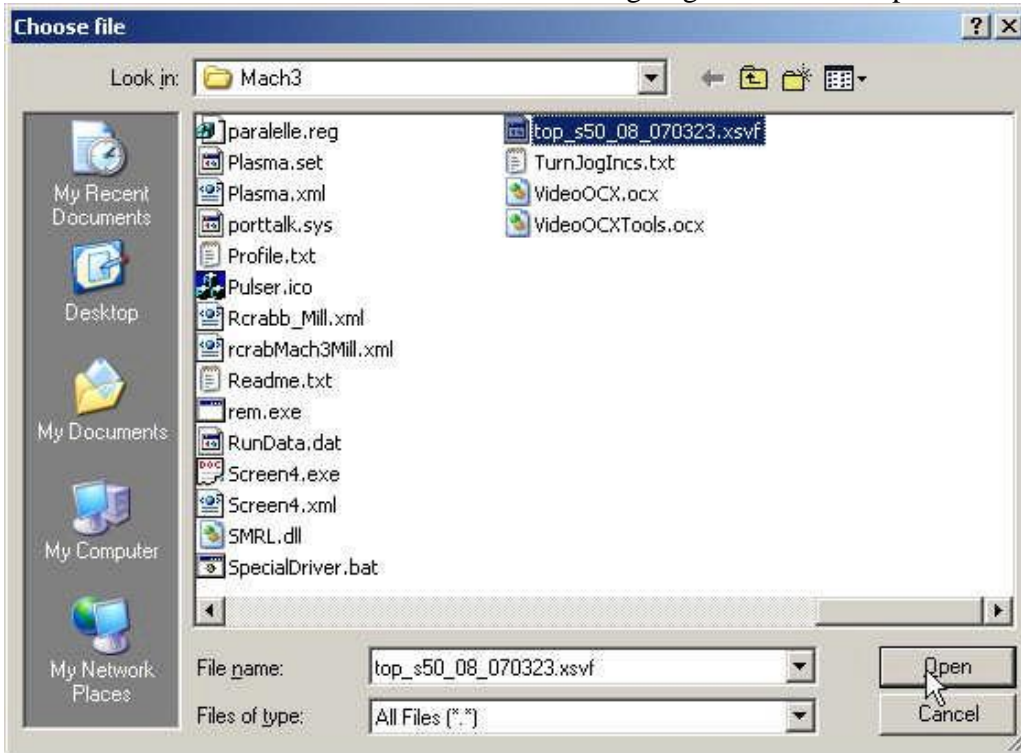 Choose file
Look in:
Mach3
My Recent
Documents
Desktop
My Documents
My Computer
My Network
Places
paralelle.reg
Plasma.set
Plasma.xml
porttalk.sys
Profile.txt
Pulser.ico
Rcrabb_Mill.xml
rcrabMach3Mill.xml
Readme.txt
rem.exe
RunData.dat
Screen4.exe
Screen4.xml
SMRL.dll
SpecialDriver.bat
top_s50_08_070323.xsvf
TurnJogIncs.txt
VideoOCX.ocx
VideoOCXTools.ocx
File name:
top_s50_08_070323.xsvf
Open
Files of type:
All Files (*.*)
Cancel